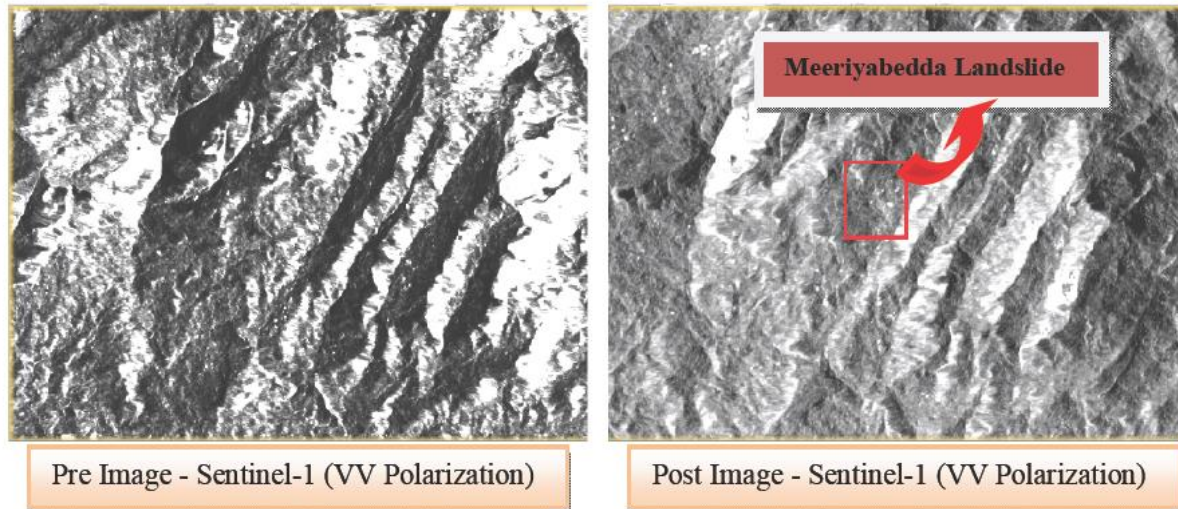 Meeriyabedda Landslide
Pre Image - Sentinel-1 (VV Polarization)
Post Image - Sentinel-1 (VV Polarization)